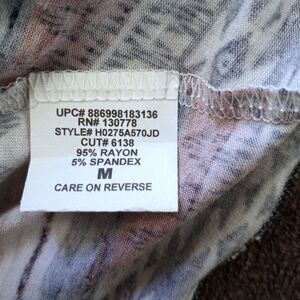 UPC# 886998183136
RN# 130778
STYLE# H0275A570JD
CUT# 6138
95% RAYON
5% SPANDEX
M
CARE ON REVERSE